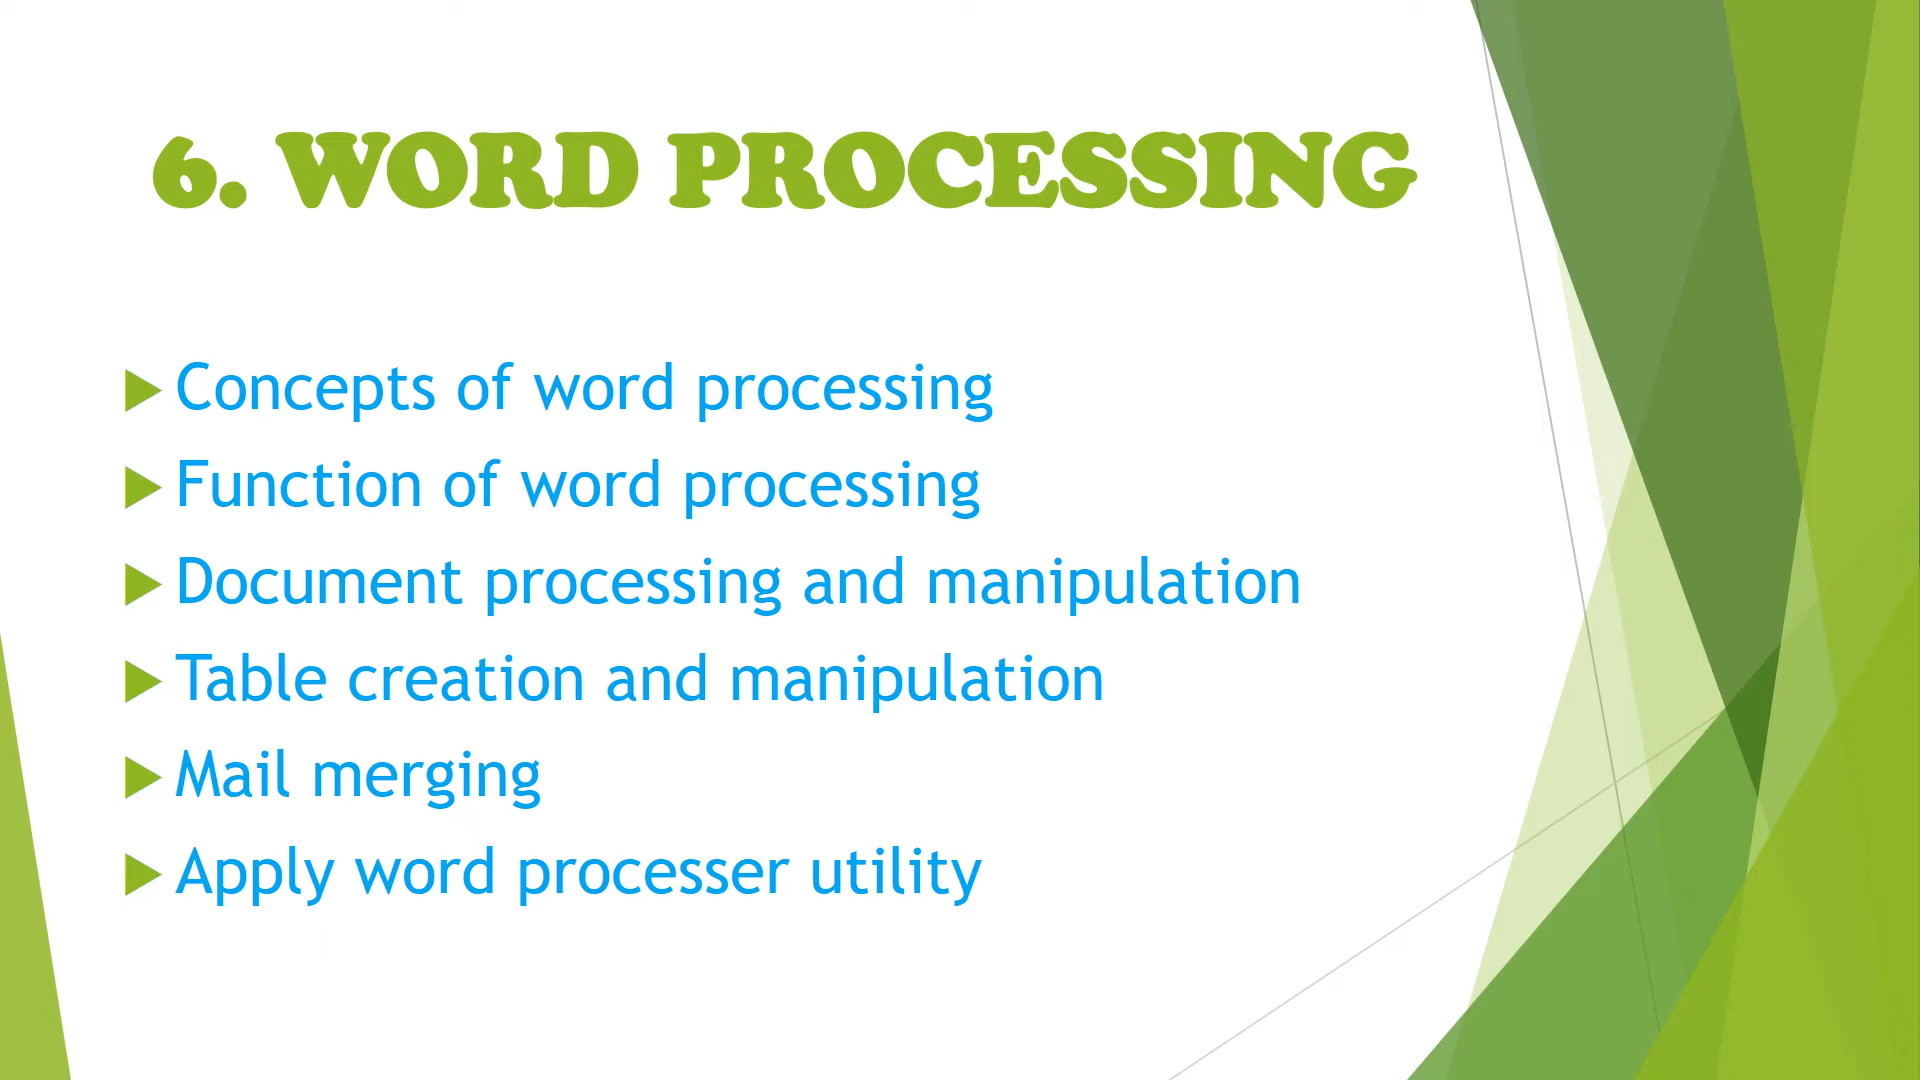 6. WORD PROCESSING
Concepts of word processing
Function of word processing
Document processing and manipulation
Table creation and manipulation
Mail merging
Apply word processer utility